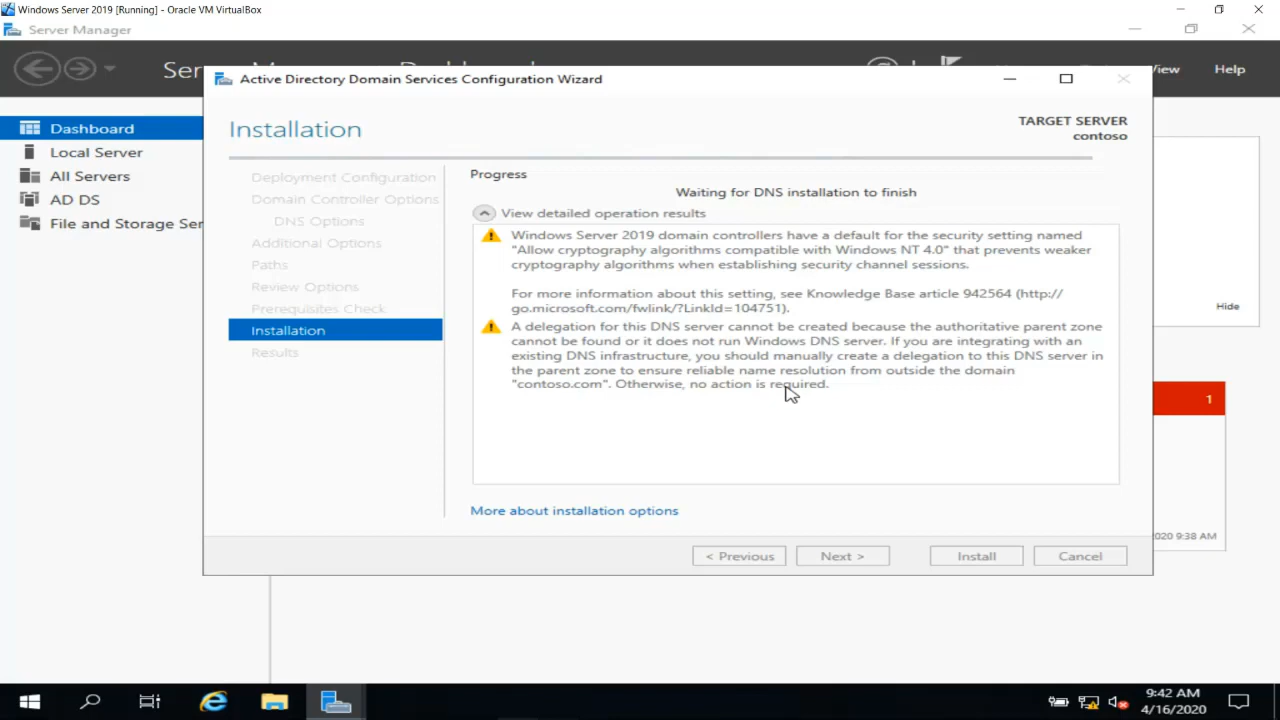 Windows Server 2019 [Running] - Oracle VM VirtualBox
Server Manager
Ser
View
Help
Active Directory Domain Services Configuration Wizard
Dashboard
Local Server
All Servers
AD DS
File and Storage Ser
Installation
TARGET SERVER
contoso
Deployment Configuration
Domain Controller Options
DNS Options
Additional Options
Paths
Review Options
Prerequisites Check
Installation
Results
Progress
Waiting for DNS installation to finish
View detailed operation results
Windows Server 2019 domain controllers have a default for the security setting named
"Allow cryptography algorithms compatible with Windows NT 4.0" that prevents weaker
cryptography algorithms when establishing security channel sessions.
For more information about this setting, see Knowledge Base article 942564 (http://
go.microsoft.com/fwlink/?LinkId=104751).
A delegation for this DNS server cannot be created because the authoritative parent zone
cannot be found or it does not run Windows DNS server. If you are integrating with an
existing DNS infrastructure, you should manually create a delegation to this DNS server in
the parent zone to ensure reliable name resolution from outside the domain
"contoso.com". Otherwise, no action is required.
More about installation options
< Previous
Next >
Install
Cancel
Hide
1
2020 9:38 AM
9:42 AM
4/16/2020